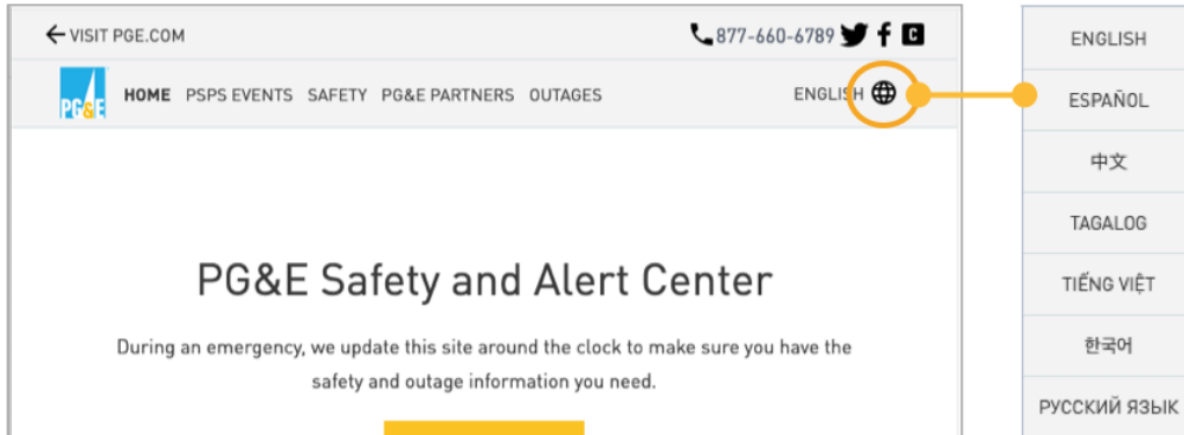 VISIT PGE.COM
877-660-6789
PG&E
HOME PSPS EVENTS SAFETY PG&E PARTNERS OUTAGES
ENGLISH
PG&E Safety and Alert Center
During an emergency, we update this site around the clock to make sure you have the
safety and outage information you need.
ENGLISH
ESPAÑOL
中文
TAGALOG
TIẾNG VIỆT
한국어
РУССКИЙ ЯЗЫК